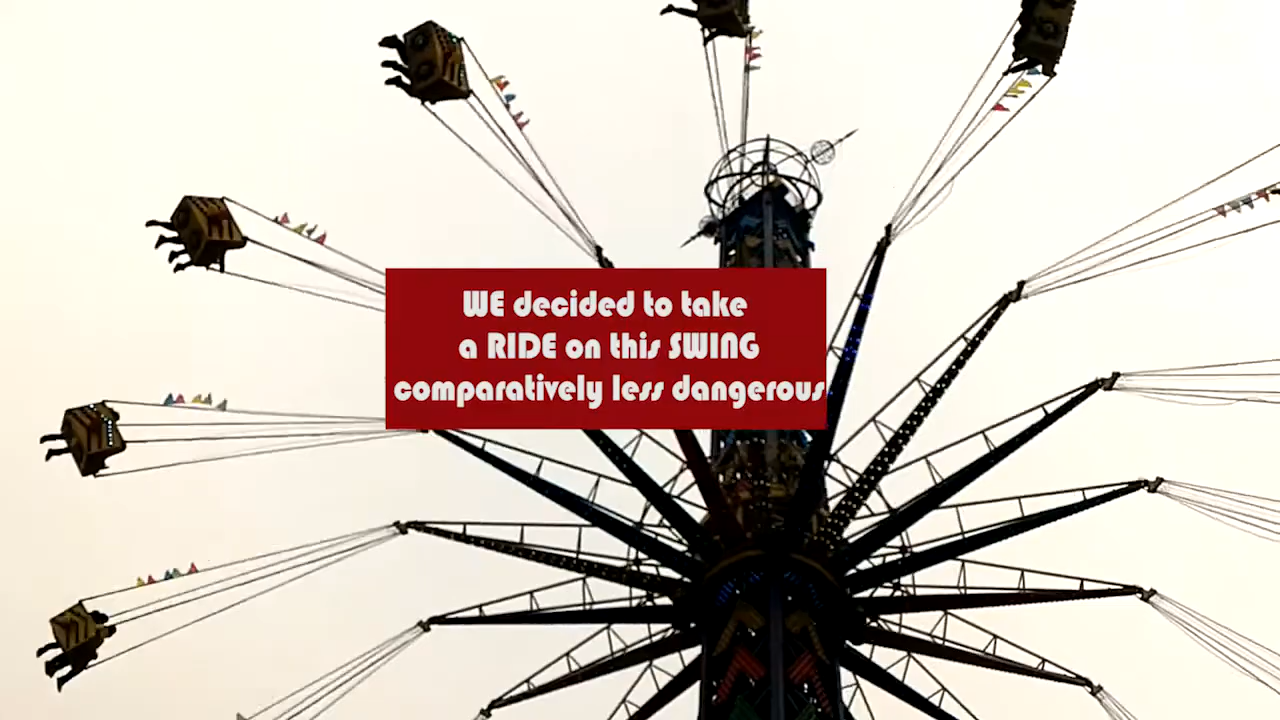 WE decided to take
a RIDE on this SWING
comparatively less dangerous